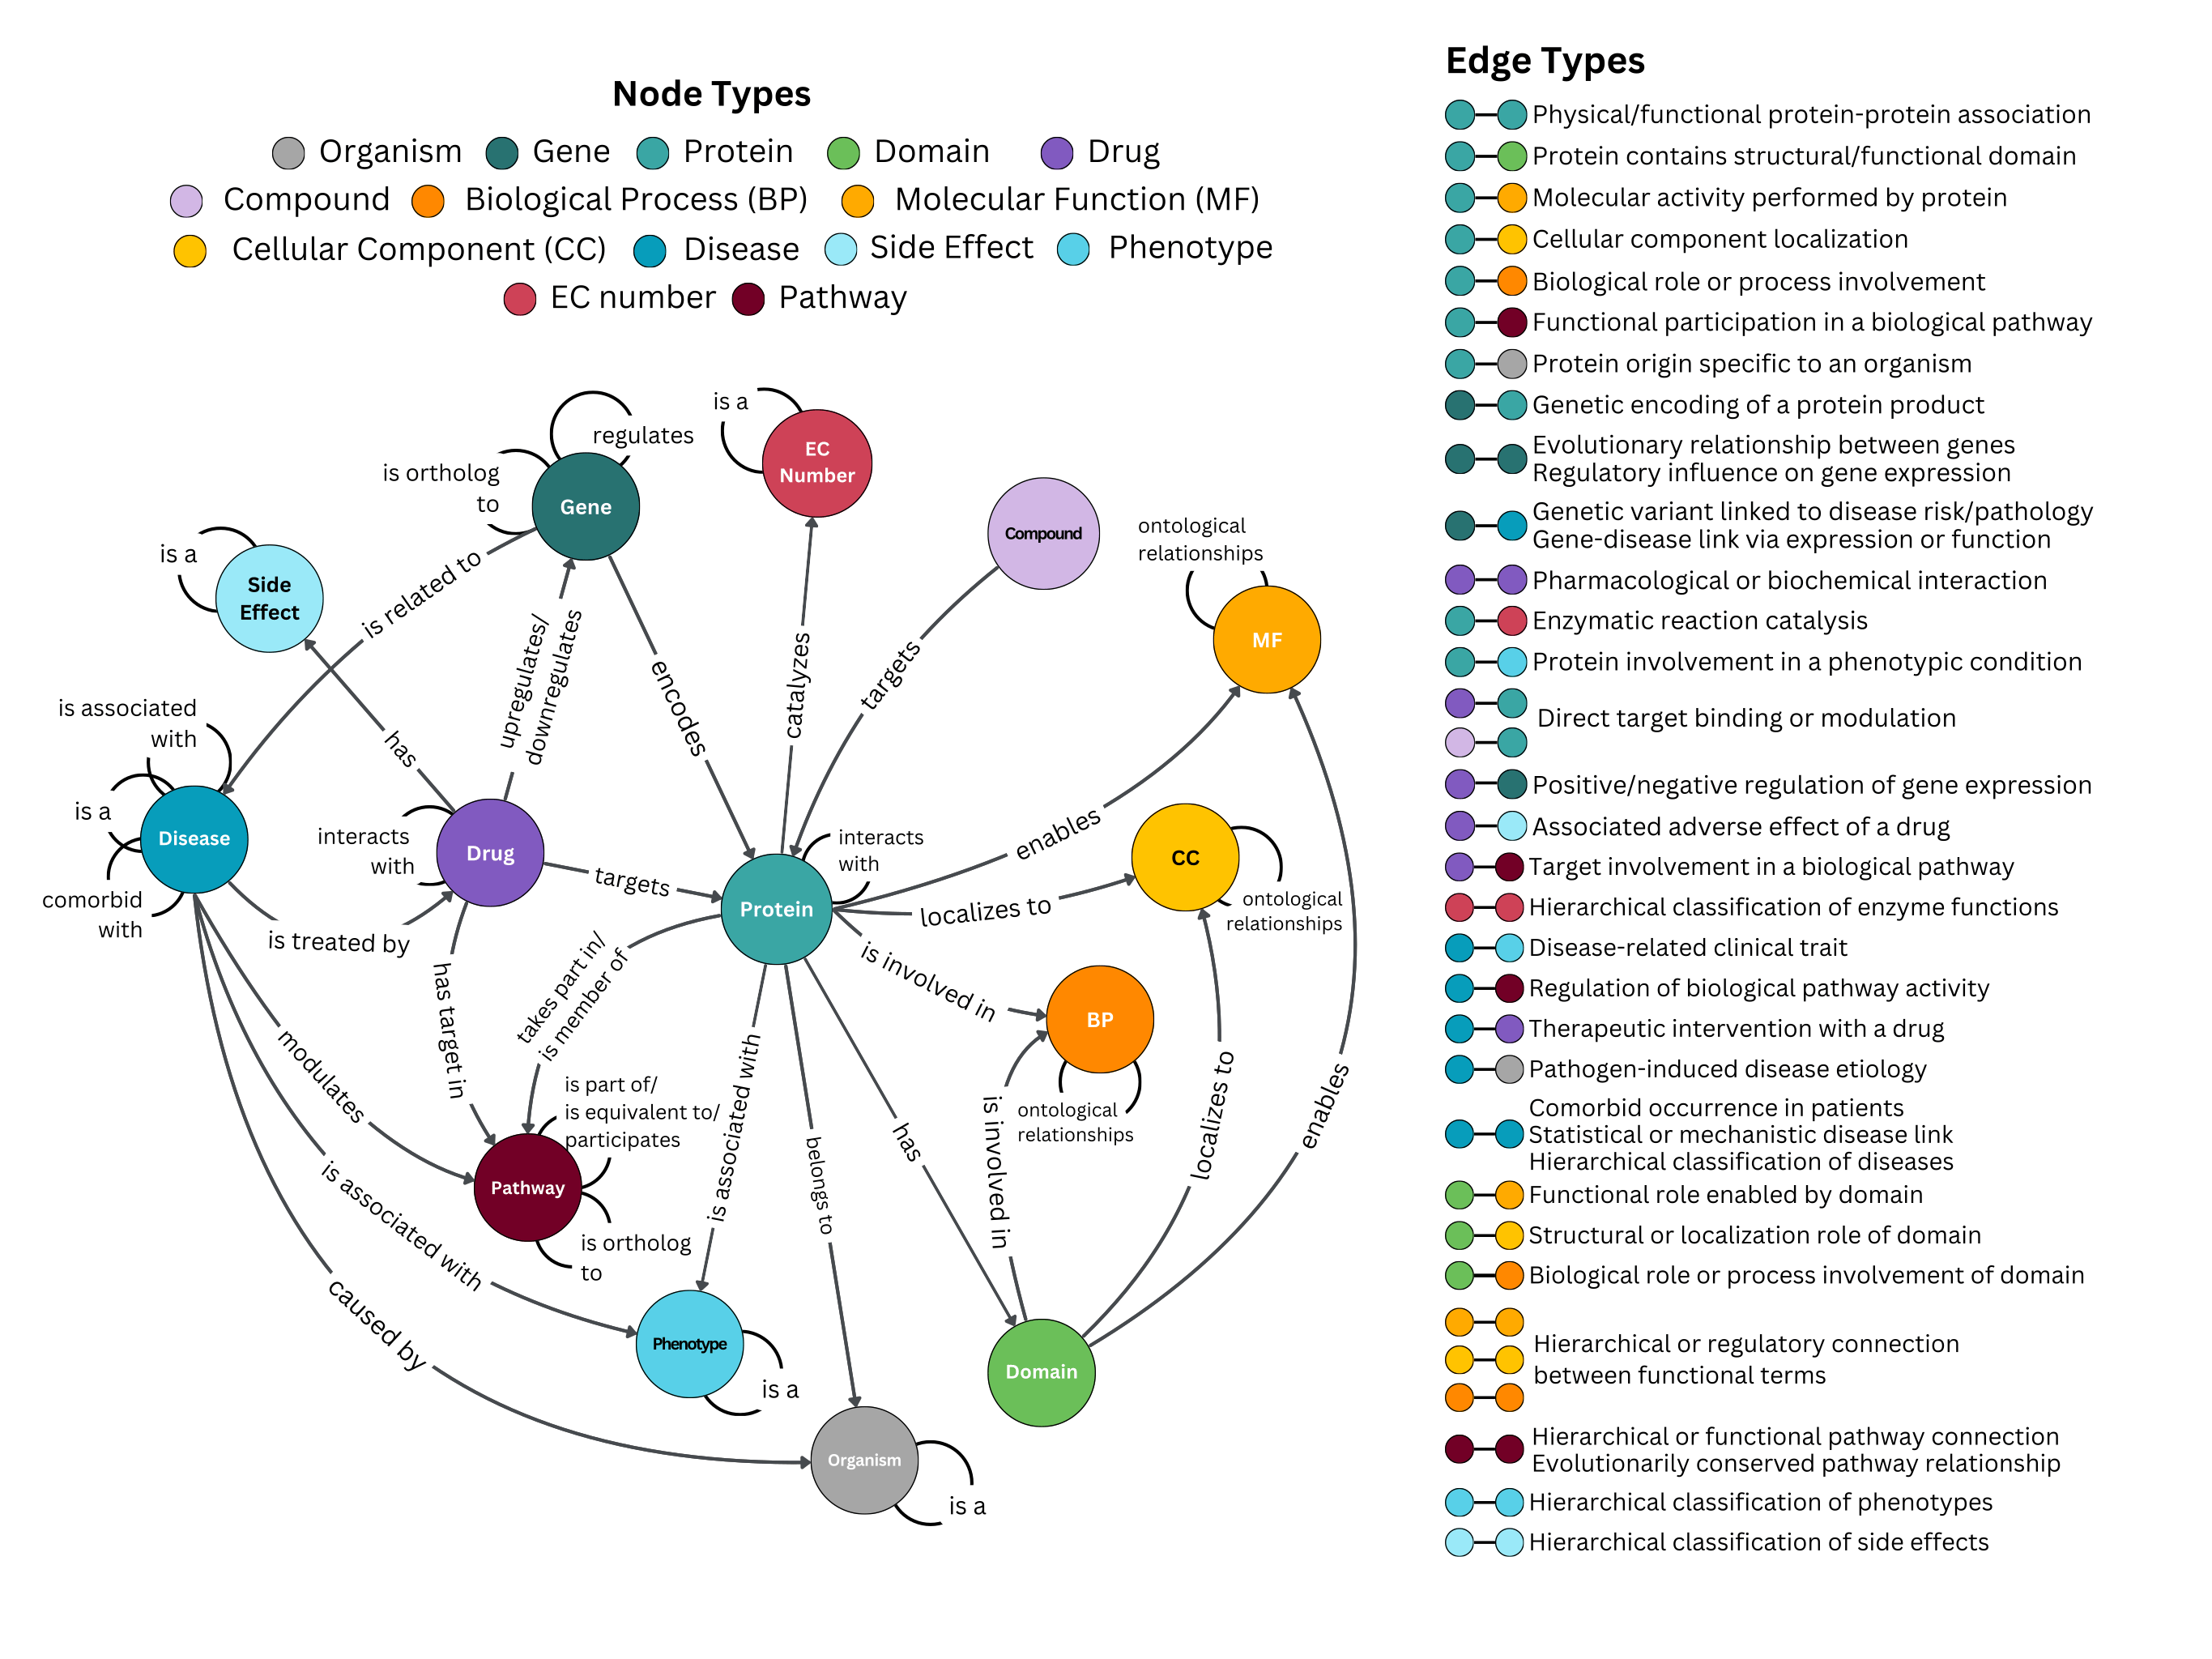 Node Types
Organism Gene Protein Domain Drug
Compound Biological Process (BP) Molecular Function (MF)
Cellular Component (CC) Disease Side Effect Phenotype
EC number Pathway
is a
EC
Number
regulates
is ortholog
to
Gene
Compound
ontological
relationships
MF
is a
Side
Effect
is related to
upregulates/
downregulates
encodes
catalyzes
targets
has
is associated
with
is a
Disease
comorbid
with
interacts
with
Drug
targets
interacts
with
Protein
enables
CC
ontological
relationships
localizes to
is treated by
is involved in
BP
ontological
relationships
has target in
takes part in/
is member of
modulates
is part of/
is equivalent to/
participates
Pathway
is ortholog
to
is associated with
belongs to
has
is involved in
localizes to
enables
is associated with
caused by
Phenotype
is a
Domain
Organism
is a
Edge Types
Physical/functional protein-protein association
Protein contains structural/functional domain
Molecular activity performed by protein
Cellular component localization
Biological role or process involvement
Functional participation in a biological pathway
Protein origin specific to an organism
Genetic encoding of a protein product
Evolutionary relationship between genes
Regulatory influence on gene expression
Genetic variant linked to disease risk/pathology
Gene-disease link via expression or function
Pharmacological or biochemical interaction
Enzymatic reaction catalysis
Protein involvement in a phenotypic condition
Direct target binding or modulation
Positive/negative regulation of gene expression
Associated adverse effect of a drug
Target involvement in a biological pathway
Hierarchical classification of enzyme functions
Disease-related clinical trait
Regulation of biological pathway activity
Therapeutic intervention with a drug
Pathogen-induced disease etiology
Comorbid occurrence in patients
Statistical or mechanistic disease link
Hierarchical classification of diseases
Functional role enabled by domain
Structural or localization role of domain
Biological role or process involvement of domain
Hierarchical or regulatory connection
between functional terms
Hierarchical or functional pathway connection
Evolutionarily conserved pathway relationship
Hierarchical classification of phenotypes
Hierarchical classification of side effects